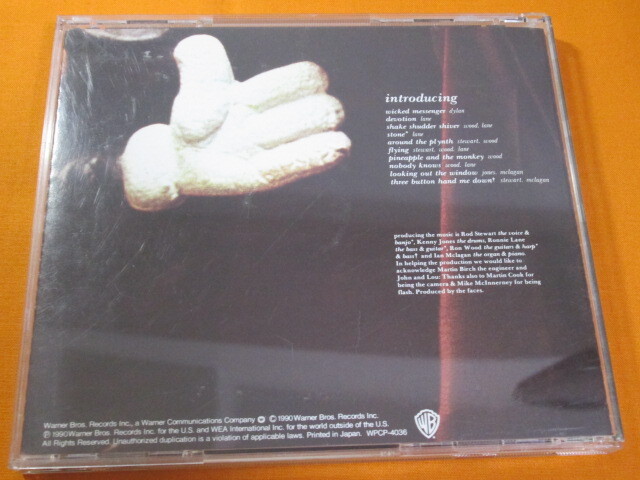 introducing
wicked messenger dylan
devotion lane
shake shudder shiver wood. lane
stone* lane
around the plynth stewart. wood
flying stewart. wood. lane
pineapple and the monkey wood
nobody knows wood. lane
looking out the window jones. mclagan
three button hand me down† stewart. mclagan
producing the music is Rod Stewart the voice &
banjo*, Kenny Jones the drums, Ronnie Lane
the bass & guitar*, Ron Wood the guitars & harp*
& bass† and Ian Mclagan the organ & piano.
In helping the production we would like to
acknowledge Martin Birch the engineer and
John and Lou: Thanks also to Martin Cook for
being the camera & Mike McInnerney for being
flash. Produced by the faces.
Warner Bros. Records Inc., a Warner Communications Company © 1990 Warner Bros. Records Inc.
℗ 1990 Warner Bros. Records Inc. for the U.S. and WEA International Inc. for the world outside of the U.S.
All Rights Reserved. Unauthorized duplication is a violation of applicable laws. Printed in Japan. WPCP-4036
WB